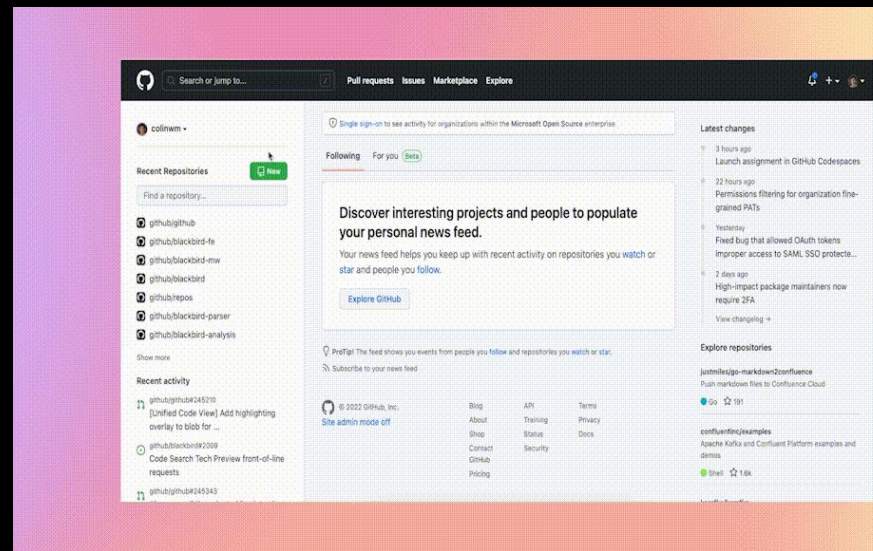 Search or jump to...
/
Pull requests Issues Marketplace Explore
colinwm
Recent Repositories
New
Find a repository...
github/github
github/blackbird-fe
github/blackbird-mw
github/blackbird
github/repos
github/blackbird-parser
github/blackbird-analysis
Show more
Recent activity
github/github#245210
[Unified Code View] Add highlighting
overlay to blob for ...
github/blackbird#2009
Code Search Tech Preview front-of-line
requests
github/github#245343
Single sign-on to see activity for organizations within the Microsoft Open Source enterprise.
Following For you Beta
Discover interesting projects and people to populate
your personal news feed.
Your news feed helps you keep up with recent activity on repositories you watch or
star and people you follow.
Explore GitHub
ProTip! The feed shows you events from people you follow and repositories you watch or star.
Subscribe to your news feed
© 2022 GitHub, Inc.
Site admin mode off
Blog
About
Shop
Contact
GitHub
Pricing
API
Training
Status
Security
Terms
Privacy
Docs
Latest changes
3 hours ago
Launch assignment in GitHub Codespaces
22 hours ago
Permissions filtering for organization fine-
grained PATs
Yesterday
Fixed bug that allowed OAuth tokens
improper access to SAML SSO protecte...
2 days ago
High-impact package maintainers now
require 2FA
View changelog →
Explore repositories
justmiles/go-markdown2confluence
Push markdown files to Confluence Cloud
Go 191
confluentinc/examples
Apache Kafka and Confluent Platform examples and
demos
Shell 1.6k